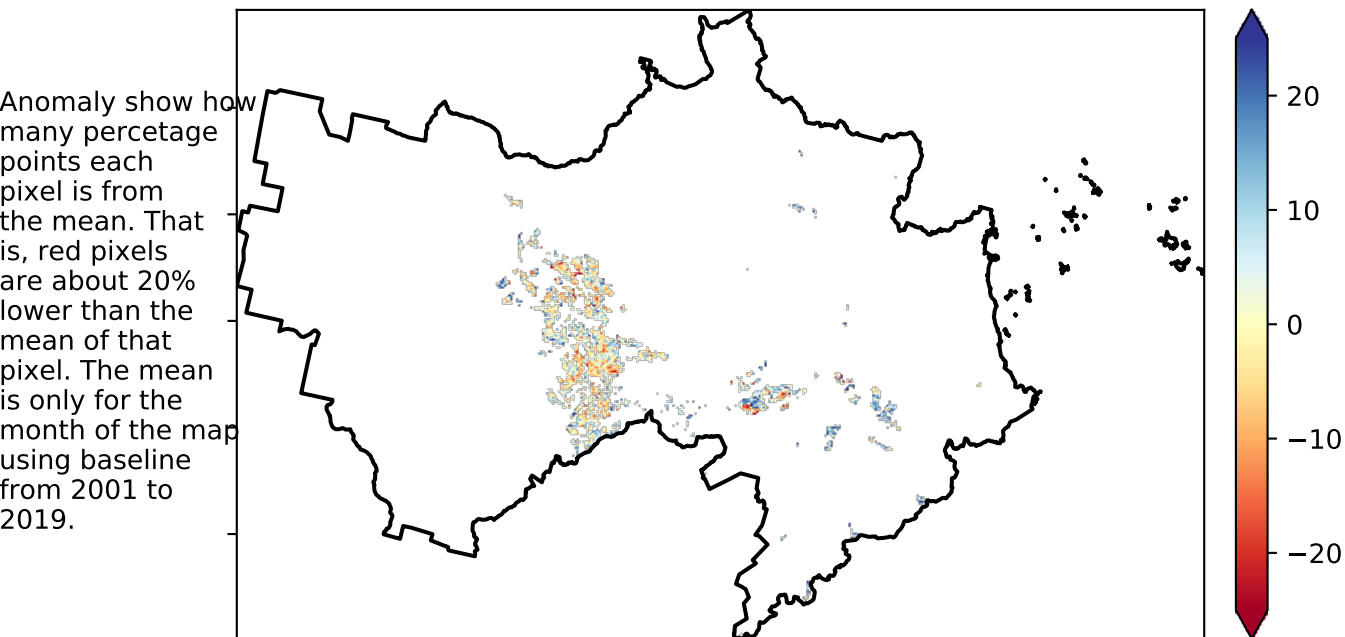 Anomaly show how
many percetage
points each
pixel is from
the mean. That
is, red pixels
are about 20%
lower than the
mean of that
pixel. The mean
is only for the
month of the map
using baseline
from 2001 to
2019.
20
10
0
−10
−20